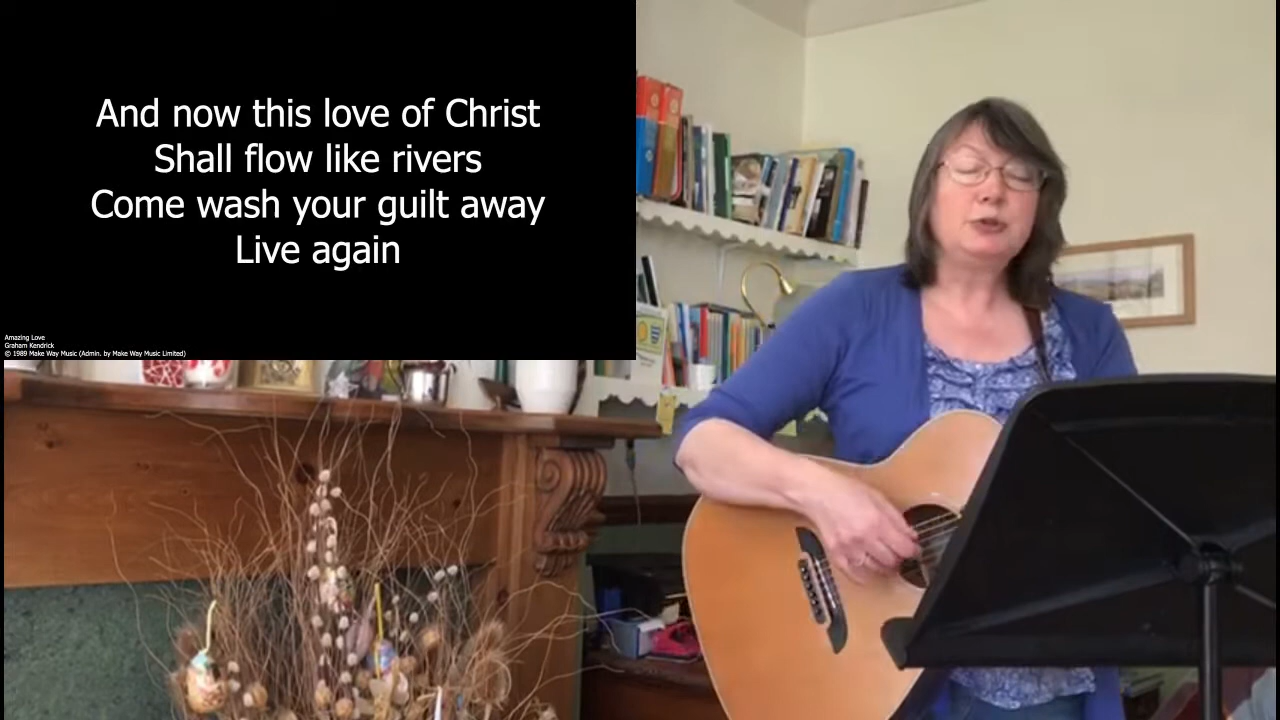 And now this love of Christ
Shall flow like rivers
Come wash your guilt away
Live again
Amazing Love
Graham Kendrick
© 1989 Make Way Music (Admin. by Make Way Music Limited)